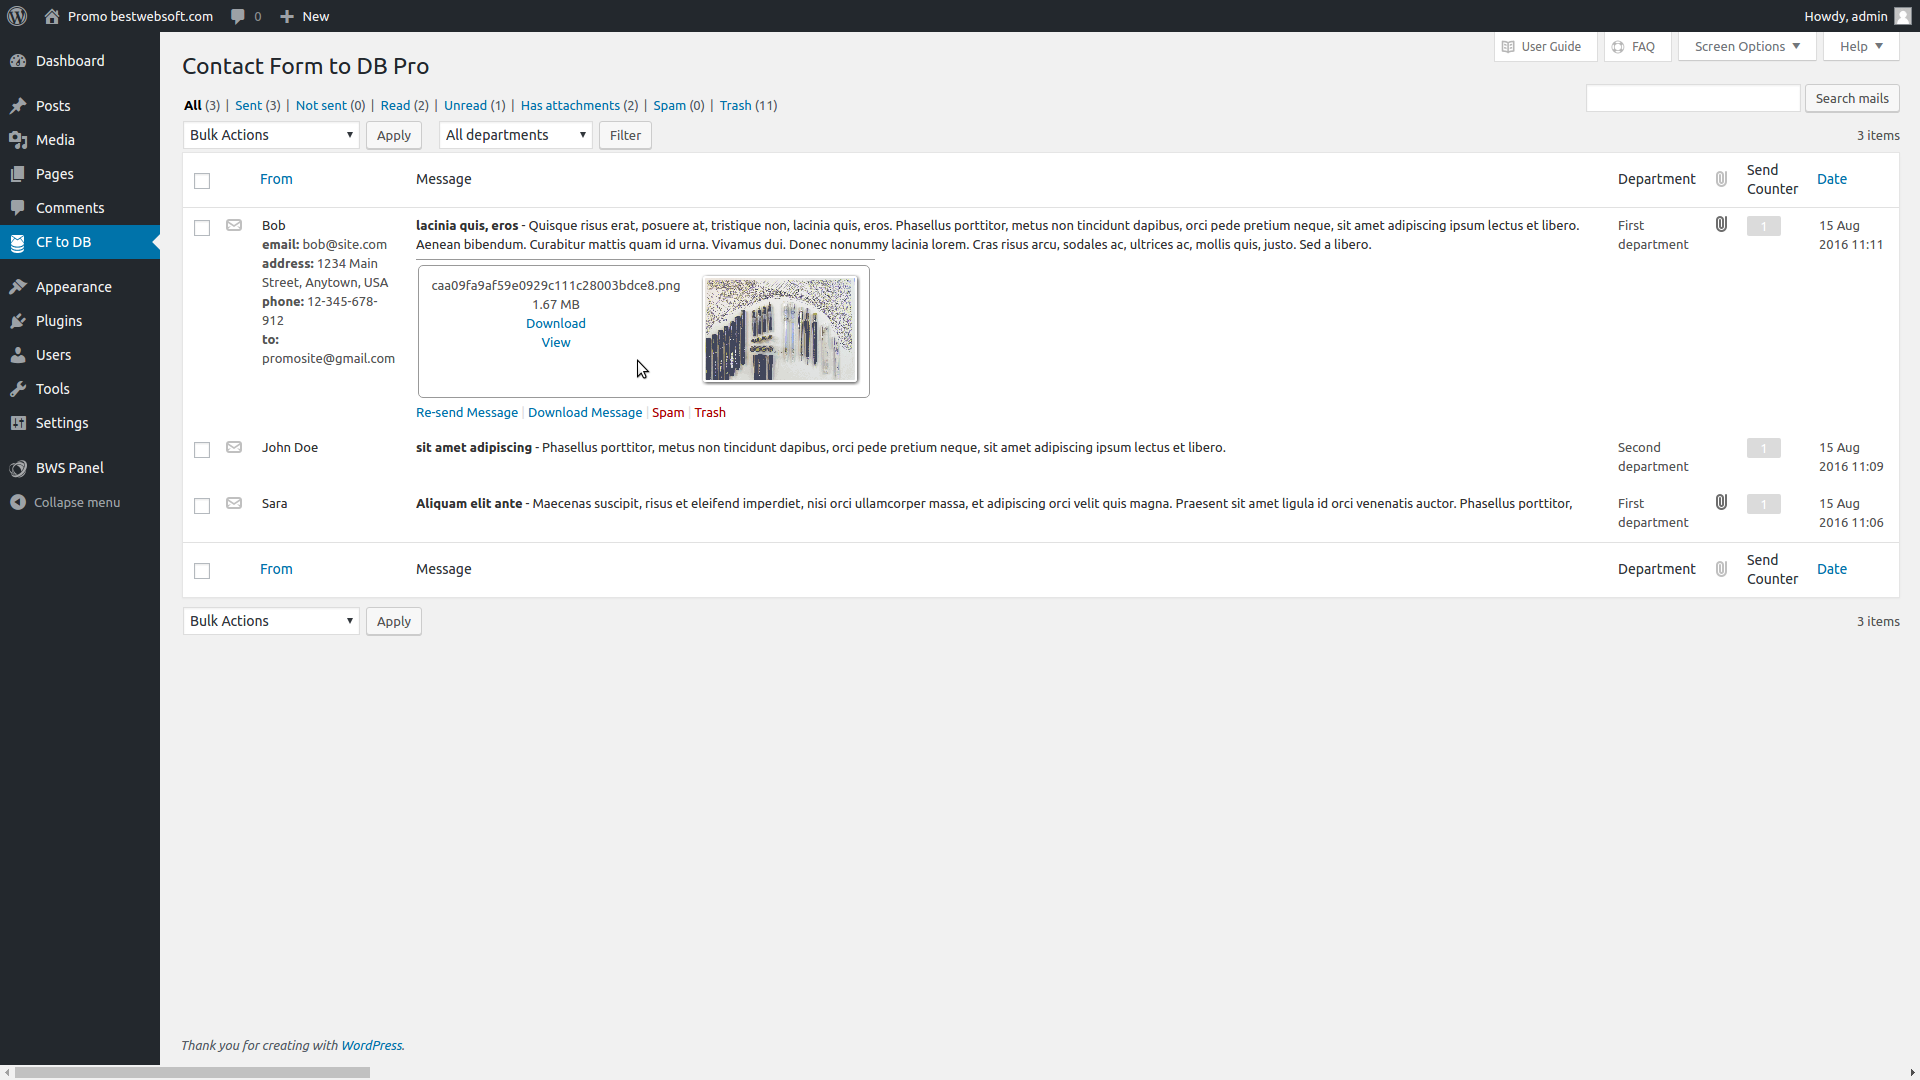 Promo bestwebsoft.com 0 New Howdy, admin
Dashboard
Posts
Media
Pages
Comments
CF to DB
Appearance
Plugins
Users
Tools
Settings
BWS Panel
Collapse menu
User Guide FAQ Screen Options Help
Contact Form to DB Pro
All (3) | Sent (3) | Not sent (0) | Read (2) | Unread (1) | Has attachments (2) | Spam (0) | Trash (11)
Search mails
Bulk Actions Apply All departments Filter 3 items
From Message Department Send Counter Date
Bob
email: bob@site.com
address: 1234 Main
Street, Anytown, USA
phone: 12-345-678-
912
to:
promosite@gmail.com
lacinia quis, eros - Quisque risus erat, posuere at, tristique non, lacinia quis, eros. Phasellus porttitor, metus non tincidunt dapibus, orci pede pretium neque, sit amet adipiscing ipsum lectus et libero.
Aenean bibendum. Curabitur mattis quam id urna. Vivamus dui. Donec nonummy lacinia lorem. Cras risus arcu, sodales ac, ultrices ac, mollis quis, justo. Sed a libero.
caa09fa9af59e0929c111c28003bdce8.png
1.67 MB
Download
View
Re-send Message | Download Message | Spam | Trash
First
department
1
15 Aug
2016 11:11
John Doe
sit amet adipiscing - Phasellus porttitor, metus non tincidunt dapibus, orci pede pretium neque, sit amet adipiscing ipsum lectus et libero.
Second
department
1
15 Aug
2016 11:09
Sara
Aliquam elit ante - Maecenas suscipit, risus et eleifend imperdiet, nisi orci ullamcorper massa, et adipiscing orci velit quis magna. Praesent sit amet ligula id orci venenatis auctor. Phasellus porttitor,
First
department
1
15 Aug
2016 11:06
From Message Department Send Counter Date
Bulk Actions Apply 3 items
Thank you for creating with WordPress.